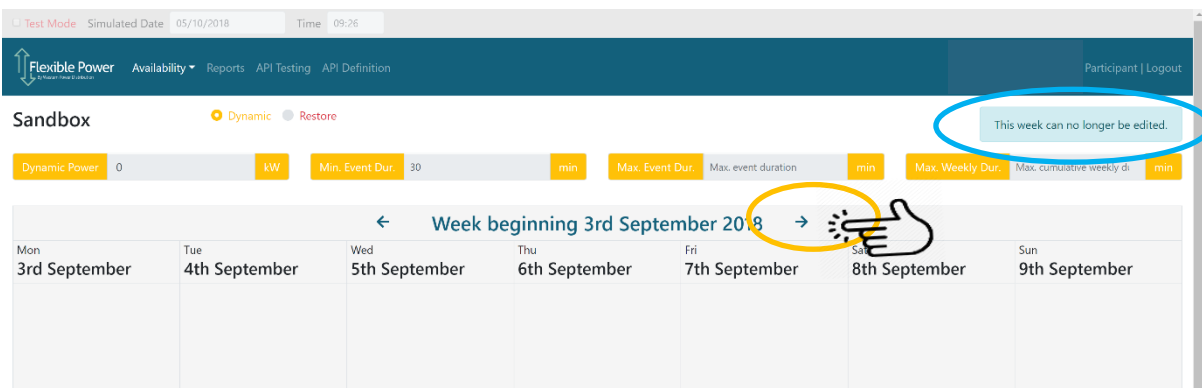 Test Mode Simulated Date 05/10/2018 Time 09:26
Flexible Power Availability Reports API Testing API Definition Participant | Logout
Sandbox Dynamic Restore This week can no longer be edited.
Dynamic Power 0 kW Min. Event Dur. 30 min Max. Event Dur. Max. event duration min Max. Weekly Dur. Max. cumulative weekly di min
← Week beginning 3rd September 2018 →
Mon Tue Wed Thu Fri Sat Sun
3rd September 4th September 5th September 6th September 7th September 8th September 9th September